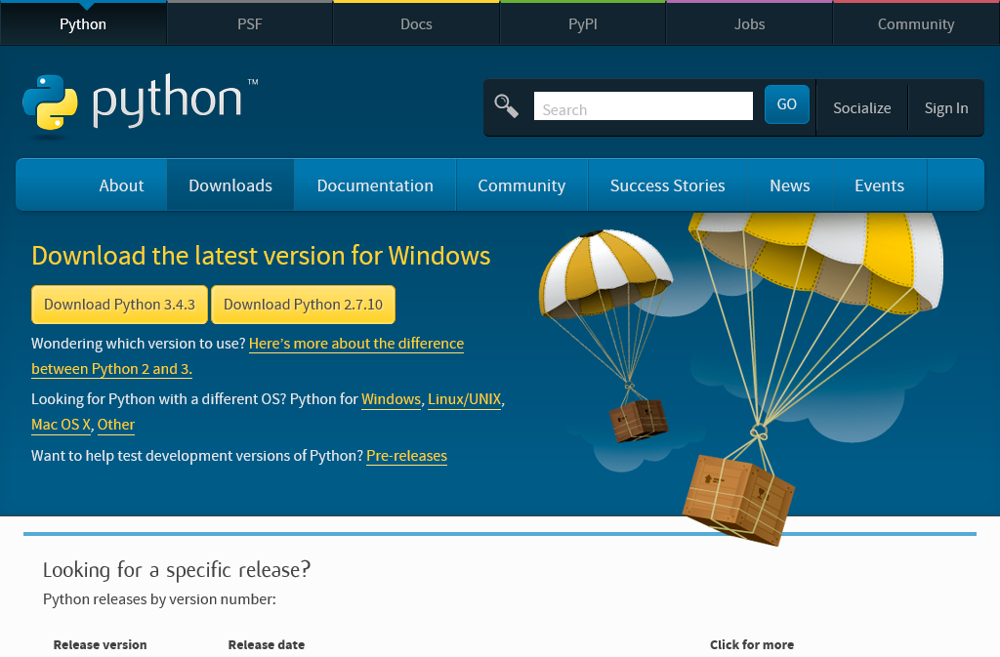 Python PSF Docs PyPI Jobs Community
python™
Search GO Socialize Sign In
About Downloads Documentation Community Success Stories News Events
Download the latest version for Windows
Download Python 3.4.3 Download Python 2.7.10
Wondering which version to use? Here’s more about the difference
between Python 2 and 3.
Looking for Python with a different OS? Python for Windows, Linux/UNIX,
Mac OS X, Other
Want to help test development versions of Python? Pre-releases
Looking for a specific release?
Python releases by version number:
Release version Release date Click for more